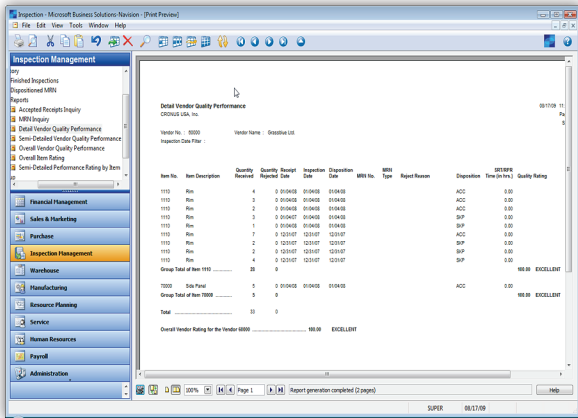 Inspection - Microsoft Business Solutions-Navision - [Print Preview]
File Edit View Tools Window Help
Inspection Management
ory
Finished Inspections
Dispositioned MRN
Reports
Accepted Receipts Inquiry
MRN Inquiry
Detail Vendor Quality Performance
Semi-Detailed Vendor Quality Performance
Overall Vendor Quality Performance
Overall Item Rating
Semi-Detailed Performance Rating by Item
Financial Management
Sales & Marketing
Purchase
Inspection Management
Warehouse
Manufacturing
Resource Planning
Service
Human Resources
Payroll
Administration
Detail Vendor Quality Performance
CRONUS USA, Inc.
08/17/09 11
Pa
S
Vendor No. : 60000 Vendor Name : Grassblue Ltd.
Inspection Date Filter :
Item No. Item Description Quantity Received Quantity Rejected Receipt Date Inspection Date Disposition Date MRN No. MRN Type Reject Reason Disposition SRT/RFR Time (in hrs.) Quality Rating
1110 Rim 4 0 01/04/08 01/04/08 01/04/08 ACC 0.00
1110 Rim 3 0 01/04/08 01/04/08 01/04/08 SKP 0.00
1110 Rim 2 0 01/04/08 01/04/08 01/04/08 ACC 0.00
1110 Rim 3 0 01/04/08 01/04/08 01/04/08 SKP 0.00
1110 Rim 1 0 01/04/08 01/04/08 01/04/08 SKP 0.00
1110 Rim 7 0 12/31/07 12/31/07 12/31/07 ACC 0.00
1110 Rim 2 0 12/31/07 12/31/07 12/31/07 SKP 0.00
1110 Rim 2 0 12/31/07 12/31/07 12/31/07 SKP 0.00
1110 Rim 4 0 12/31/07 12/31/07 12/31/07 SKP 0.00
Group Total of Item 1110 ............. 28 0 100.00 EXCELLENT
70000 Side Panel 5 0 01/04/08 01/04/08 01/04/08 ACC 0.00
Group Total of Item 70000 ........... 5 0 100.00 EXCELLENT
Total ................................. 33 0
Overall Vendor Rating for the Vendor 60000 ................................. 100.00 EXCELLENT
100% Page 1 Report generation completed (2 pages) Help
SUPER 08/17/09